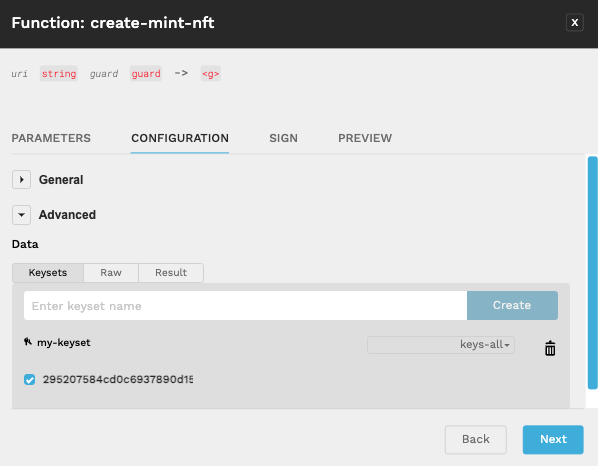 Function: create-mint-nft X
uri string guard guard -> <g>
PARAMETERS CONFIGURATION SIGN PREVIEW
General
Advanced
Data
Keysets Raw Result
Enter keyset name Create
my-keyset keys-all
295207584cd0c6937890d15
Back Next